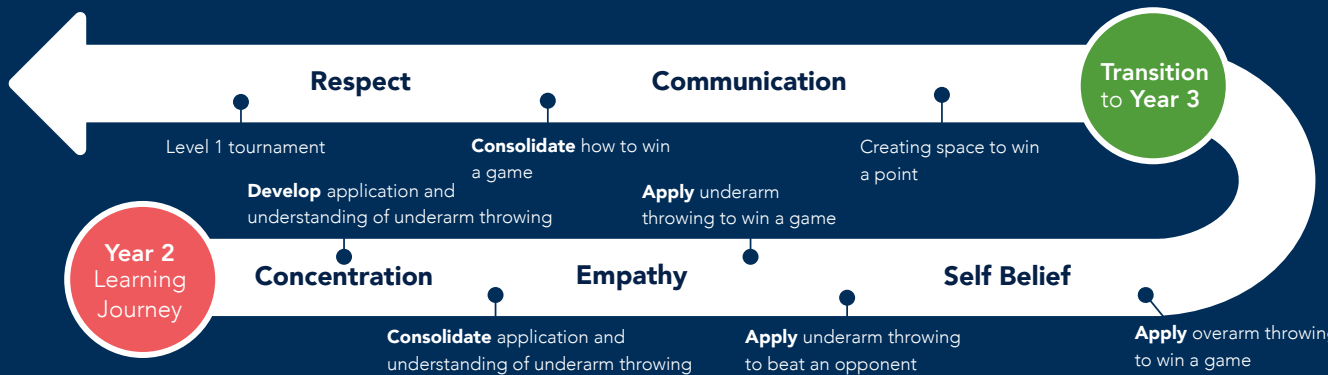 Respect
Communication
Transition
to Year 3
Level 1 tournament
Consolidate how to win
a game
Creating space to win
a point
Develop application and
understanding of underarm throwing
Apply underarm
throwing to win a game
Year 2
Learning
Journey
Concentration
Empathy
Self Belief
Consolidate application and
understanding of underarm throwing
Apply underarm throwing
to beat an opponent
Apply overarm throwing
to win a game